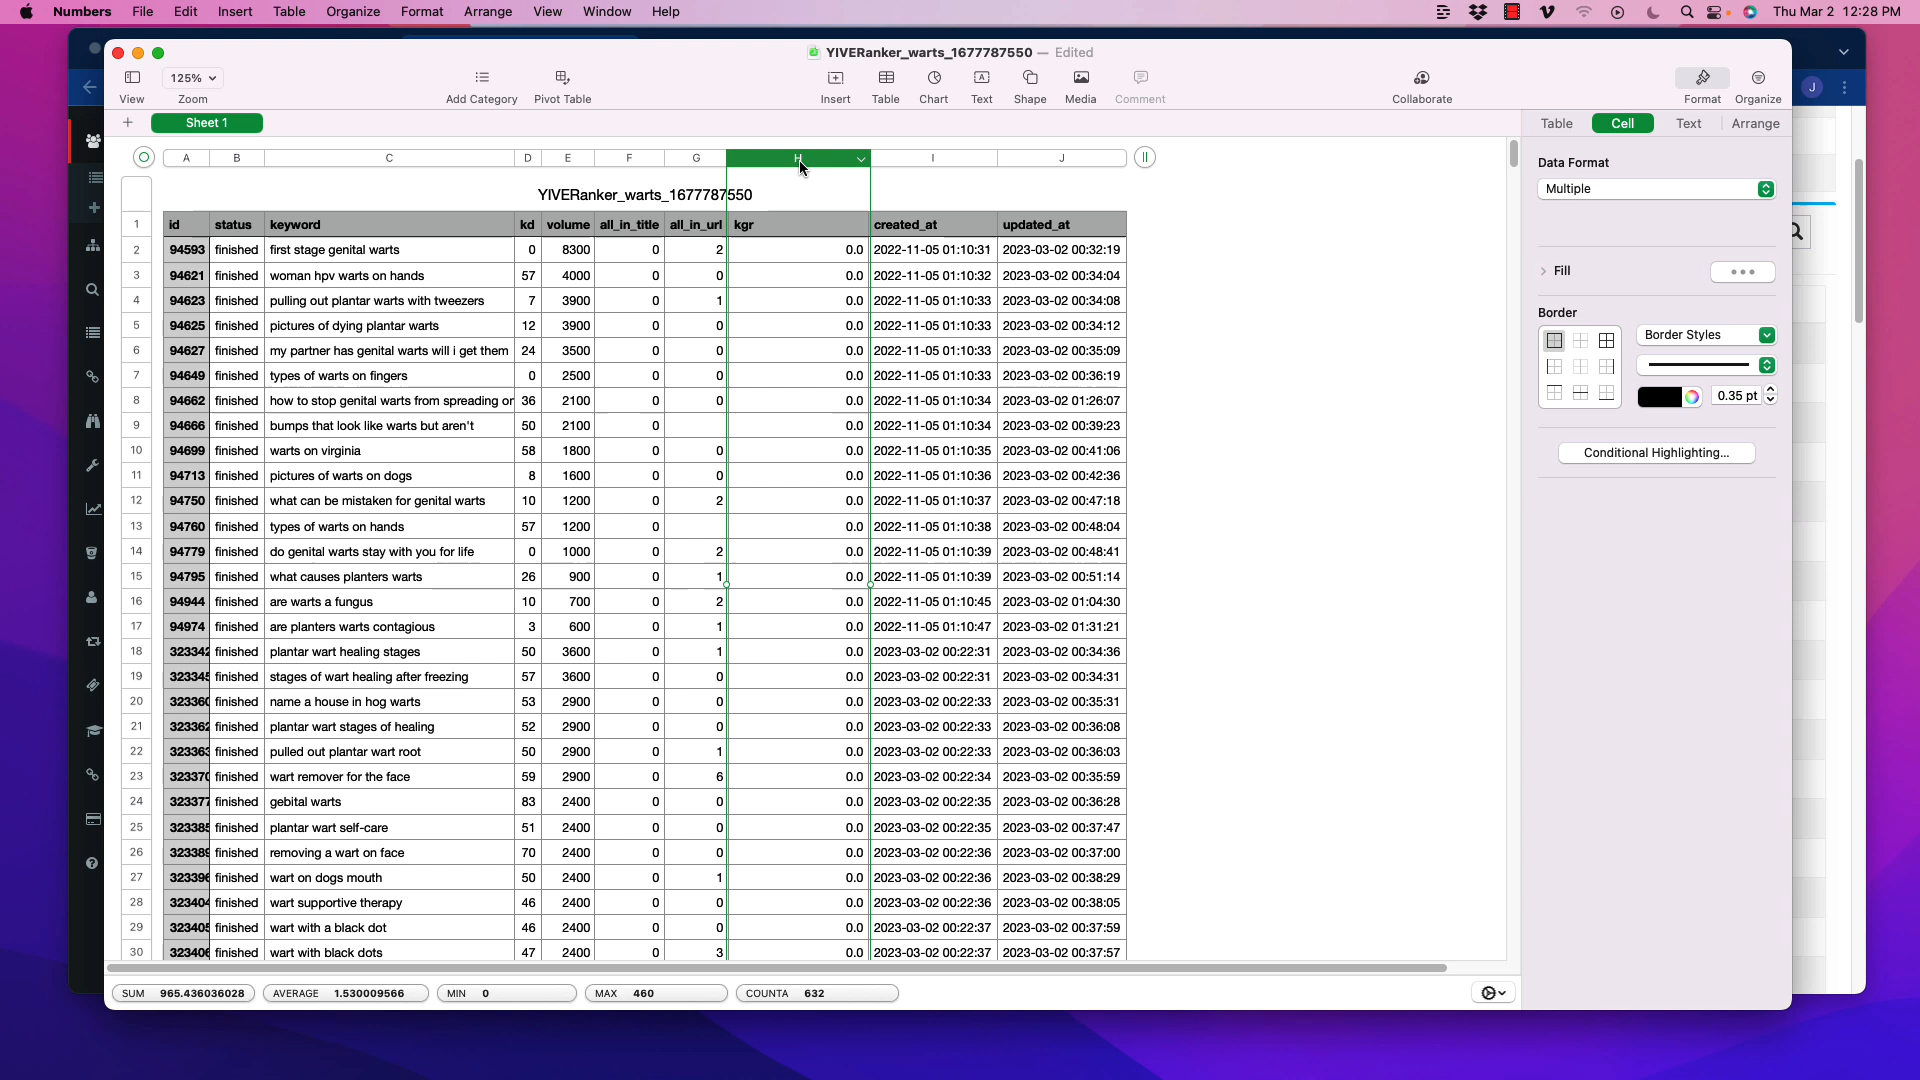 Numbers File Edit Insert Table Organize Format Arrange View Window Help Thu Mar 2 12:28 PM
YIVERanker_warts_1677787550 — Edited
125%
View Zoom Add Category Pivot Table Insert Table Chart Text Shape Media Comment Collaborate Format Organize
Sheet 1
Table Cell Text Arrange
A B C D E F G H I J
YIVERanker_warts_1677787550
1 id status keyword kd volume all_in_title all_in_url kgr created_at updated_at
2 94593 finished first stage genital warts 0 8300 0 2 0.0 2022-11-05 01:10:31 2023-03-02 00:32:19
3 94621 finished woman hpv warts on hands 57 4000 0 0 0.0 2022-11-05 01:10:32 2023-03-02 00:34:04
4 94623 finished pulling out plantar warts with tweezers 7 3900 0 1 0.0 2022-11-05 01:10:33 2023-03-02 00:34:08
5 94625 finished pictures of dying plantar warts 12 3900 0 0 0.0 2022-11-05 01:10:33 2023-03-02 00:34:12
6 94627 finished my partner has genital warts will i get them 24 3500 0 0 0.0 2022-11-05 01:10:33 2023-03-02 00:35:09
7 94649 finished types of warts on fingers 0 2500 0 0 0.0 2022-11-05 01:10:33 2023-03-02 00:36:19
8 94662 finished how to stop genital warts from spreading or 36 2100 0 0 0.0 2022-11-05 01:10:34 2023-03-02 01:26:07
9 94666 finished bumps that look like warts but aren't 50 2100 0 0.0 2022-11-05 01:10:34 2023-03-02 00:39:23
10 94699 finished warts on virginia 58 1800 0 0 0.0 2022-11-05 01:10:35 2023-03-02 00:41:06
11 94713 finished pictures of warts on dogs 8 1600 0 0 0.0 2022-11-05 01:10:36 2023-03-02 00:42:36
12 94750 finished what can be mistaken for genital warts 10 1200 0 2 0.0 2022-11-05 01:10:37 2023-03-02 00:47:18
13 94760 finished types of warts on hands 57 1200 0 0.0 2022-11-05 01:10:38 2023-03-02 00:48:04
14 94779 finished do genital warts stay with you for life 0 1000 0 2 0.0 2022-11-05 01:10:39 2023-03-02 00:48:41
15 94795 finished what causes planters warts 26 900 0 1 0.0 2022-11-05 01:10:39 2023-03-02 00:51:14
16 94944 finished are warts a fungus 10 700 0 2 0.0 2022-11-05 01:10:45 2023-03-02 01:04:30
17 94974 finished are planters warts contagious 3 600 0 1 0.0 2022-11-05 01:10:47 2023-03-02 01:31:21
18 323342 finished plantar wart healing stages 50 3600 0 1 0.0 2023-03-02 00:22:31 2023-03-02 00:34:36
19 323345 finished stages of wart healing after freezing 57 3600 0 0 0.0 2023-03-02 00:22:31 2023-03-02 00:34:31
20 323360 finished name a house in hog warts 53 2900 0 0 0.0 2023-03-02 00:22:33 2023-03-02 00:35:31
21 323362 finished plantar wart stages of healing 52 2900 0 0 0.0 2023-03-02 00:22:33 2023-03-02 00:36:08
22 323363 finished pulled out plantar wart root 50 2900 0 1 0.0 2023-03-02 00:22:33 2023-03-02 00:36:03
23 323370 finished wart remover for the face 59 2900 0 6 0.0 2023-03-02 00:22:34 2023-03-02 00:35:59
24 323377 finished gebital warts 83 2400 0 0 0.0 2023-03-02 00:22:35 2023-03-02 00:36:28
25 323385 finished plantar wart self-care 51 2400 0 0 0.0 2023-03-02 00:22:35 2023-03-02 00:37:47
26 323389 finished removing a wart on face 70 2400 0 0 0.0 2023-03-02 00:22:36 2023-03-02 00:37:00
27 323396 finished wart on dogs mouth 50 2400 0 1 0.0 2023-03-02 00:22:36 2023-03-02 00:38:29
28 323404 finished wart supportive therapy 46 2400 0 0 0.0 2023-03-02 00:22:36 2023-03-02 00:38:05
29 323405 finished wart with a black dot 46 2400 0 0 0.0 2023-03-02 00:22:37 2023-03-02 00:37:59
30 323406 finished wart with black dots 47 2400 0 3 0.0 2023-03-02 00:22:37 2023-03-02 00:37:57
SUM 965.436036028 AVERAGE 1.530009566 MIN 0 MAX 460 COUNTA 632
Data Format
Multiple
Fill
Border
Border Styles
0.35 pt
Conditional Highlighting...
J